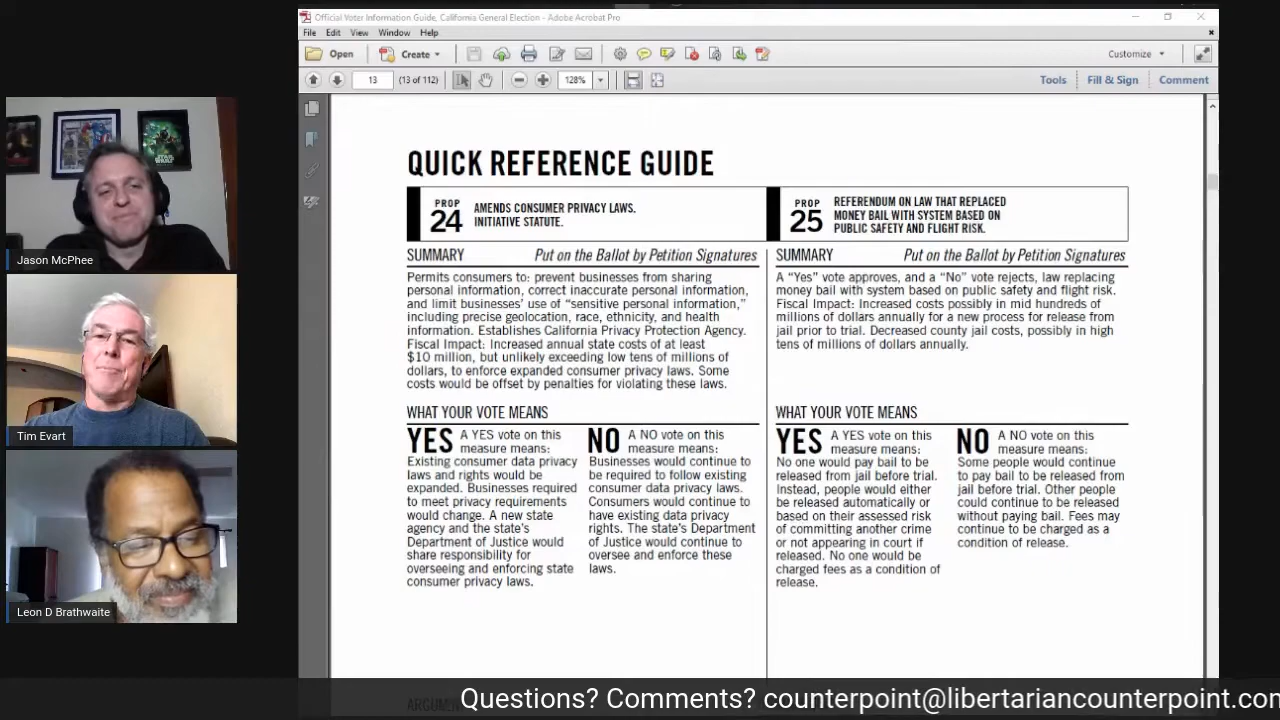 Official Voter Information Guide, California General Election - Adobe Acrobat Pro
File Edit View Window Help
Open Create Customize
13 (13 of 112) 128% Tools Fill & Sign Comment
QUICK REFERENCE GUIDE
PROP 24
AMENDS CONSUMER PRIVACY LAWS.
INITIATIVE STATUTE.
SUMMARY Put on the Ballot by Petition Signatures
Permits consumers to: prevent businesses from sharing
personal information, correct inaccurate personal information,
and limit businesses' use of “sensitive personal information,”
including precise geolocation, race, ethnicity, and health
information. Establishes California Privacy Protection Agency.
Fiscal Impact: Increased annual state costs of at least
$10 million, but unlikely exceeding low tens of millions of
dollars, to enforce expanded consumer privacy laws. Some
costs would be offset by penalties for violating these laws.
WHAT YOUR VOTE MEANS
YES A YES vote on this
measure means:
Existing consumer data privacy
laws and rights would be
expanded. Businesses required
to meet privacy requirements
would change. A new state
agency and the state's
Department of Justice would
share responsibility for
overseeing and enforcing state
consumer privacy laws.
NO A NO vote on this
measure means:
Businesses would continue to
be required to follow existing
consumer data privacy laws.
Consumers would continue to
have existing data privacy
rights. The state's Department
of Justice would continue to
oversee and enforce these
laws.
PROP 25
REFERENDUM ON LAW THAT REPLACED
MONEY BAIL WITH SYSTEM BASED ON
PUBLIC SAFETY AND FLIGHT RISK.
SUMMARY Put on the Ballot by Petition Signatures
A “Yes” vote approves, and a “No” vote rejects, law replacing
money bail with system based on public safety and flight risk.
Fiscal Impact: Increased costs possibly in mid hundreds of
millions of dollars annually for a new process for release from
jail prior to trial. Decreased county jail costs, possibly in high
tens of millions of dollars annually.
WHAT YOUR VOTE MEANS
YES A YES vote on this
measure means:
No one would pay bail to be
released from jail before trial.
Instead, people would either
be released automatically or
based on their assessed risk
of committing another crime
or not appearing in court if
released. No one would be
charged fees as a condition of
release.
NO A NO vote on this
measure means:
Some people would continue
to pay bail to be released from
jail before trial. Other people
could continue to be released
without paying bail. Fees may
continue to be charged as a
condition of release.
Jason McPhee
STAR WARS
Tim Evart
Leon D Brathwaite
Questions? Comments? counterpoint@libertariancounterpoint.com